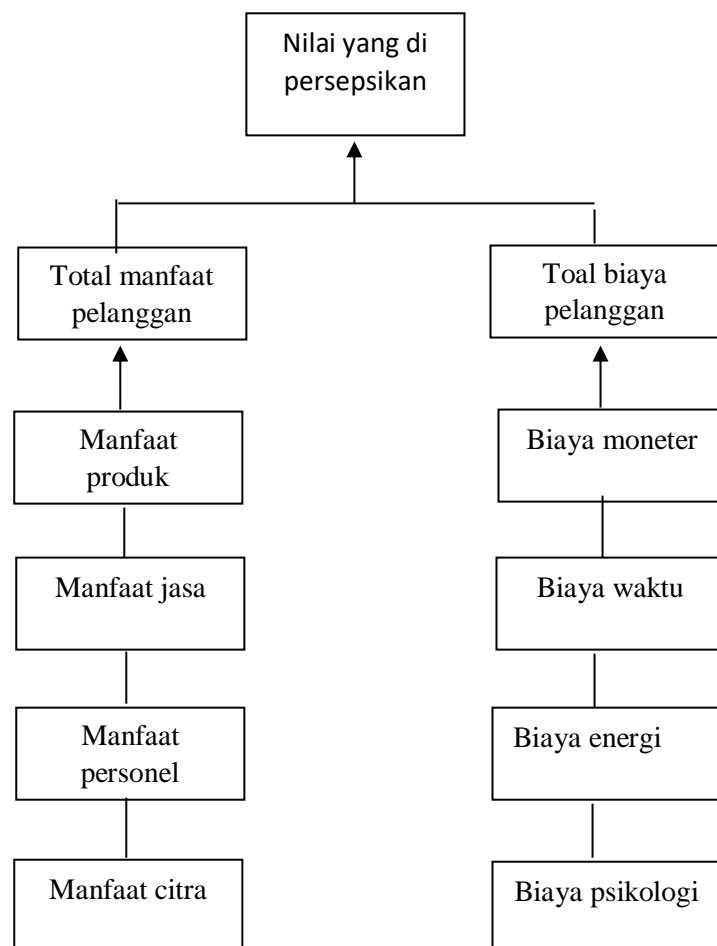 Nilai yang di
persepsikan
Total manfaat
pelanggan
Toal biaya
pelanggan
Manfaat
produk
Biaya moneter
Manfaat jasa
Biaya waktu
Manfaat
personel
Biaya energi
Manfaat citra
Biaya psikologi